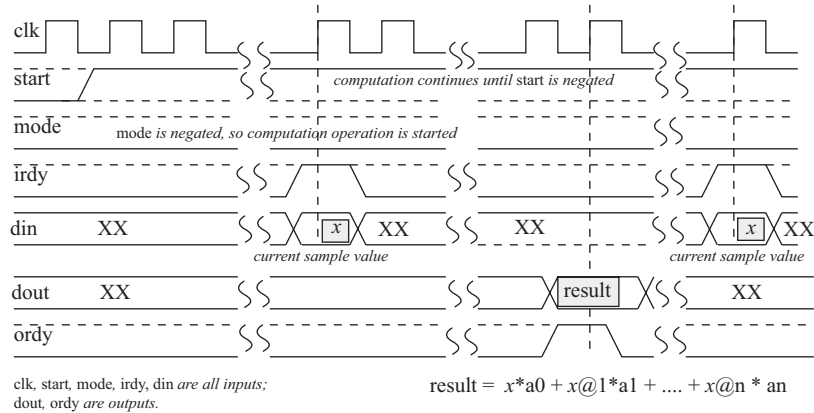 clk
start
computation continues until start is negated
mode
mode is negated, so computation operation is started
irdy
din XX x XX XX x XX
current sample value current sample value
dout XX result XX
ordy
clk, start, mode, irdy, din are all inputs;
dout, ordy are outputs.
result = x*a0 + x@1*a1 + .... + x@n * an